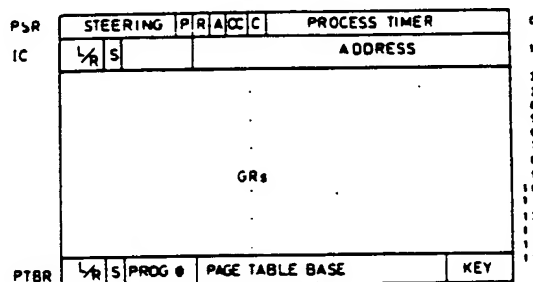 PSR STEERING P R A CC C PROCESS TIMER
IC L/R S ADDRESS
GRs
PTBR L/R S PROG # PAGE TABLE BASE KEY